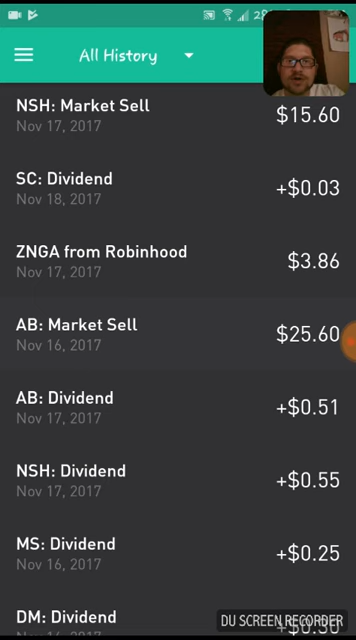 All History
NSH: Market Sell
$15.60
Nov 17, 2017
SC: Dividend
+$0.03
Nov 18, 2017
ZNGA from Robinhood
$3.86
Nov 17, 2017
AB: Market Sell
$25.60
Nov 16, 2017
AB: Dividend
+$0.51
Nov 17, 2017
NSH: Dividend
+$0.55
Nov 17, 2017
MS: Dividend
+$0.25
Nov 16, 2017
DM: Dividend
DU SCREEN RECORDER
Nov 16, 2017